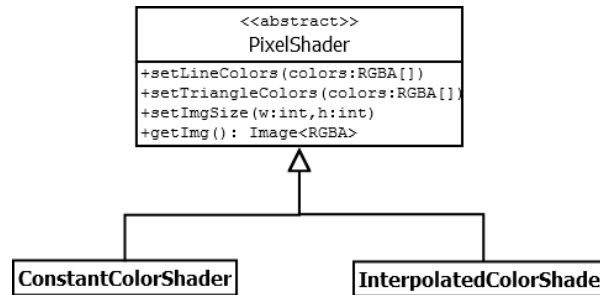 <<abstract>>
PixelShader
+setLineColors(colors:RGBA[])
+setTriangleColors(colors:RGBA[])
+setImgSize(w:int,h:int)
+getImg(): Image<RGBA>
ConstantColorShader
InterpolatedColorShade